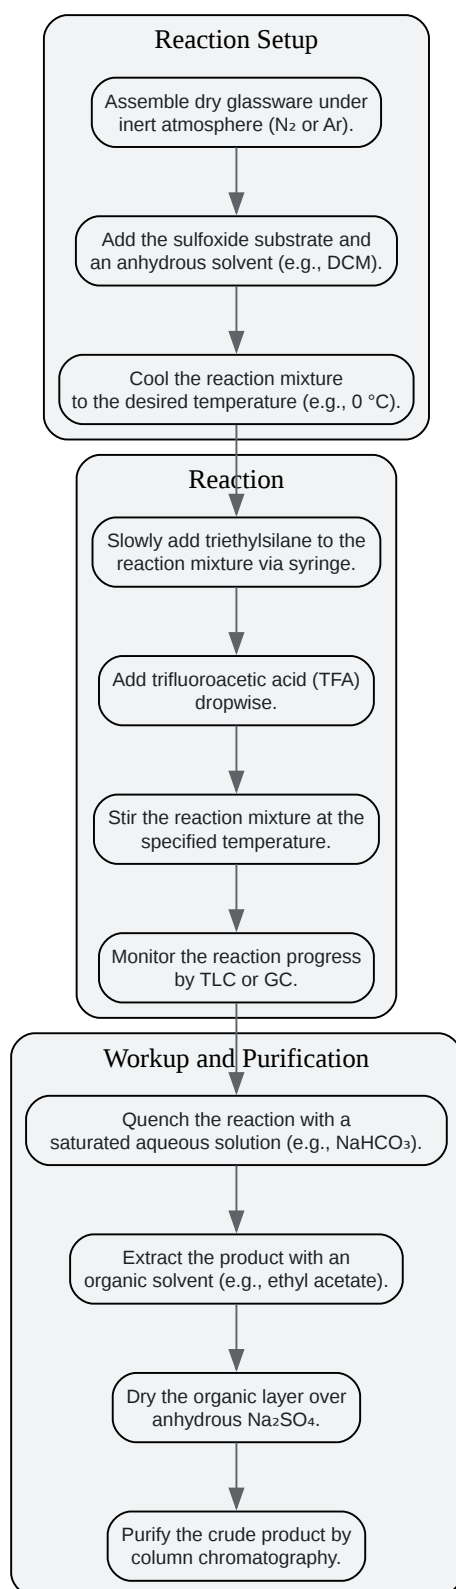 Reaction Setup
Assemble dry glassware under
inert atmosphere (N₂ or Ar).
Add the sulfoxide substrate and
an anhydrous solvent (e.g., DCM).
Cool the reaction mixture
to the desired temperature (e.g., 0 °C).
Reaction
Slowly add triethylsilane to the
reaction mixture via syringe.
Add trifluoroacetic acid (TFA)
dropwise.
Stir the reaction mixture at the
specified temperature.
Monitor the reaction progress
by TLC or GC.
Workup and Purification
Quench the reaction with a
saturated aqueous solution (e.g., NaHCO₃).
Extract the product with an
organic solvent (e.g., ethyl acetate).
Dry the organic layer over
anhydrous Na₂SO₄.
Purify the crude product by
column chromatography.